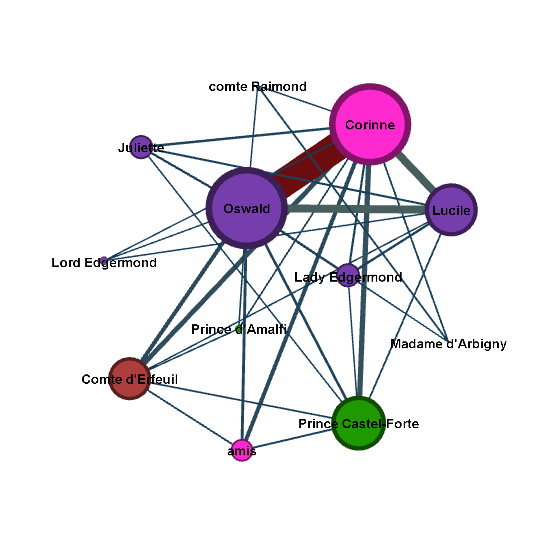 comte Raimond
Corinne
Juliette
Oswald
Lucile
Lord Edgermond
Lady Edgermond
Prince d'Amalfi
Madame d'Arbigny
Comte d'Erfeuil
Prince Castel-Forte
amis